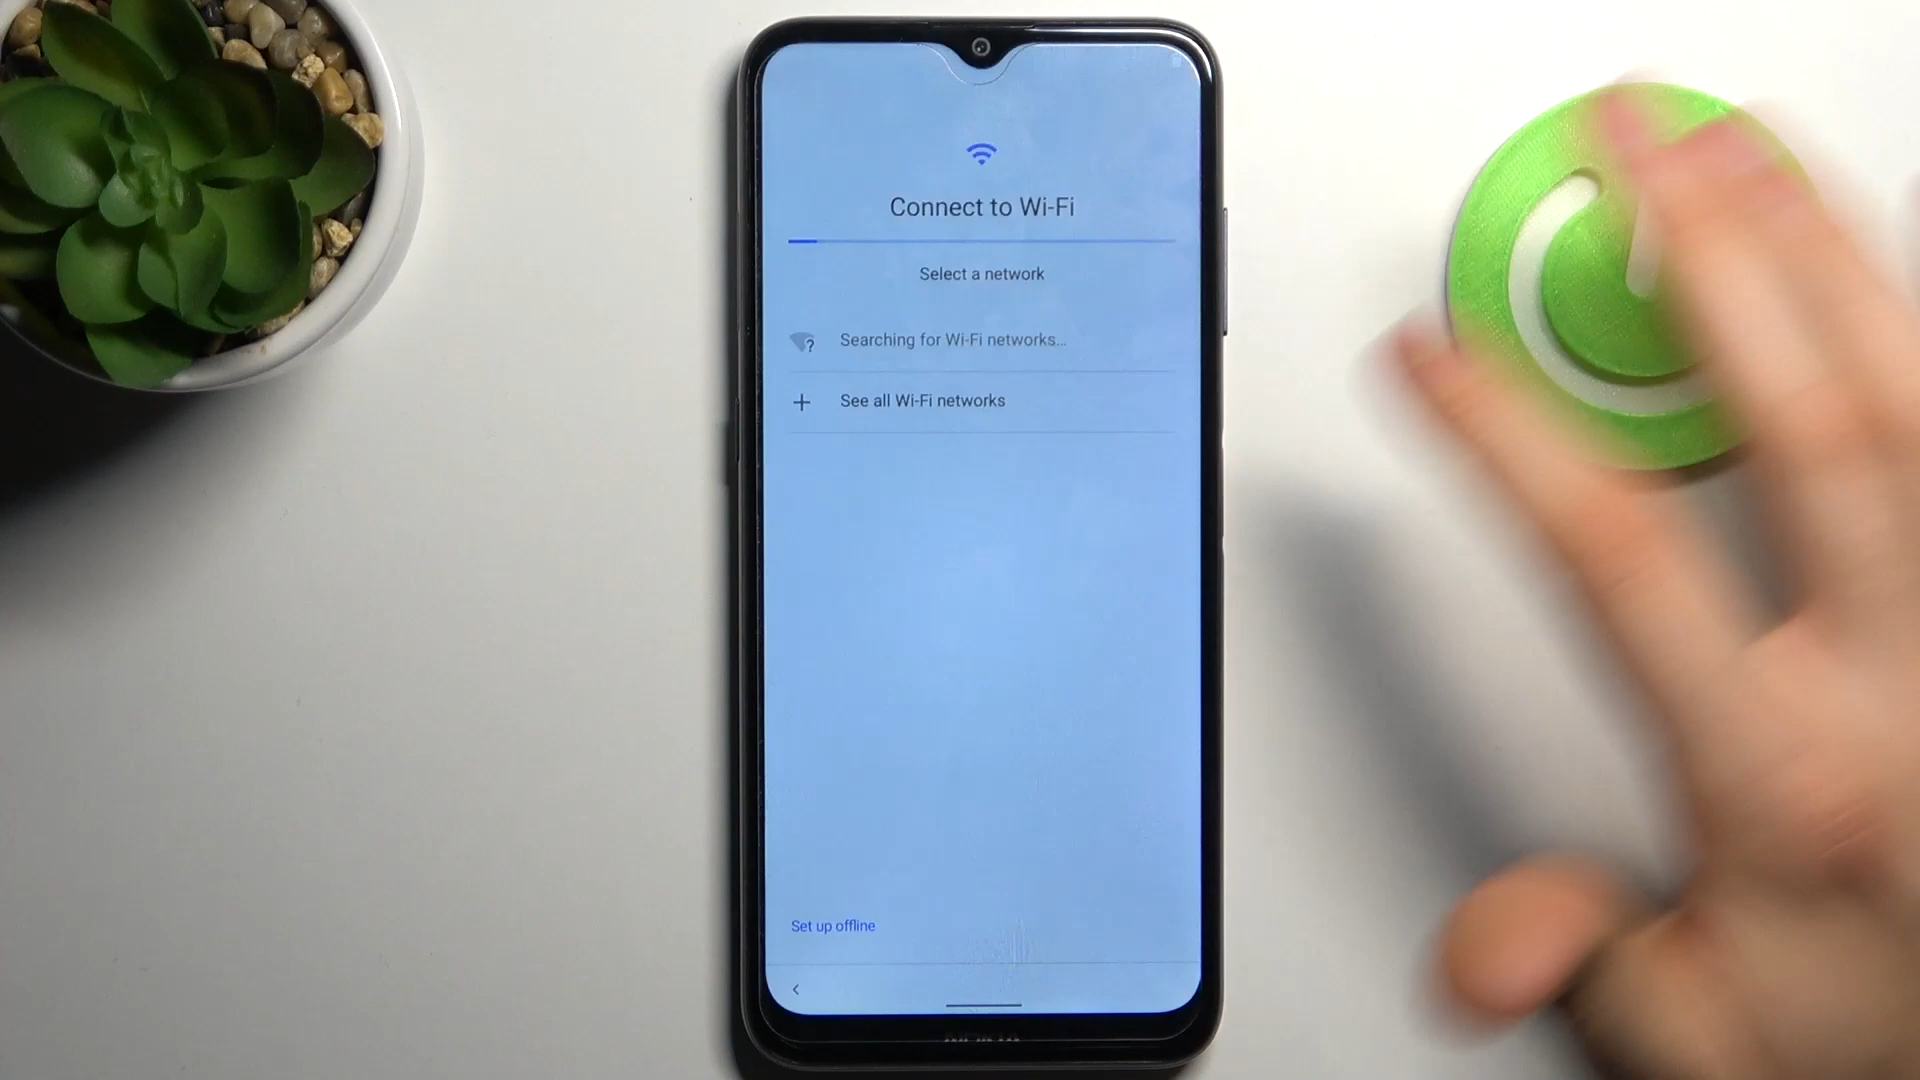 Connect to Wi-Fi
Select a network
Searching for Wi-Fi networks...
See all Wi-Fi networks
Set up offline